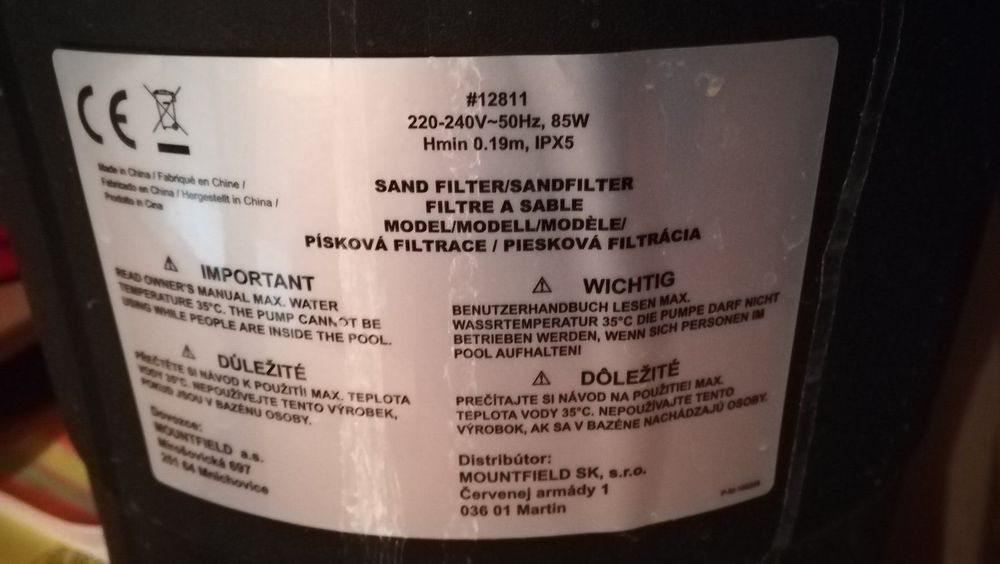 CE
#12811
220-240V~50Hz, 85W
Hmin 0.19m, IPX5
Made in China / Fabriqué en Chine /
Fabricado en China / Hergestellt in China /
Prodotto in Cina
SAND FILTER/SANDFILTER
FILTRE A SABLE
MODEL/MODELL/MODÈLE/
PÍSKOVÁ FILTRACE / PIESKOVÁ FILTRÁCIA
⚠ IMPORTANT
READ OWNER'S MANUAL MAX. WATER
TEMPERATURE 35°C. THE PUMP CANNOT BE
USING WHILE PEOPLE ARE INSIDE THE POOL.
⚠ WICHTIG
BENUTZERHANDBUCH LESEN MAX.
WASSRTEMPERATUR 35°C DIE PUMPE DARF NICHT
BETRIEBEN WERDEN, WENN SICH PERSONEN IM
POOL AUFHALTEN!
⚠ DŮLEŽITÉ
PŘEČTĚTE SI NÁVOD K POUŽITÍ! MAX. TEPLOTA
VODY 35°C. NEPOUŽÍVEJTE TENTO VÝROBEK,
POKUD JSOU V BAZÉNU OSOBY.
⚠ DÔLEŽITÉ
PREČÍTAJTE SI NÁVOD NA POUŽITIE! MAX.
TEPLOTA VODY 35°C. NEPOUŽÍVAJTE TENTO
VÝROBOK, AK SA V BAZÉNE NACHÁDZAJÚ OSOBY.
Dovozce:
MOUNTFIELD a.s.
Mirošovická 697
251 64 Mnichovice
Distribútor:
MOUNTFIELD SK, s.r.o.
Červenej armády 1
036 01 Martin